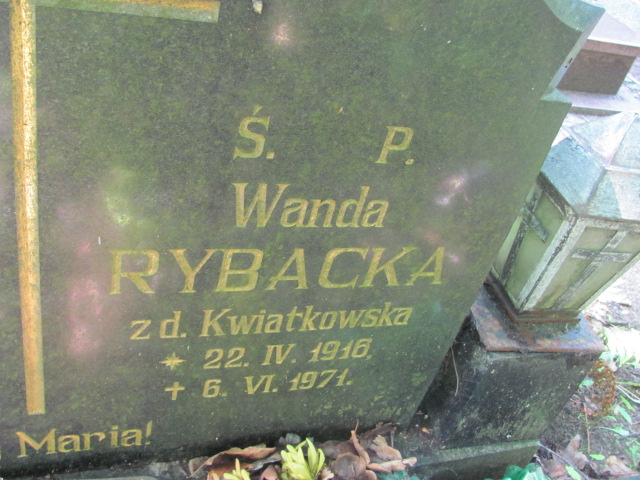 Ś. P.
Wanda
RYBACKA
z d. Kwiatkowska
* 22. IV. 1916.
+ 6. VI. 1971.
Maria!